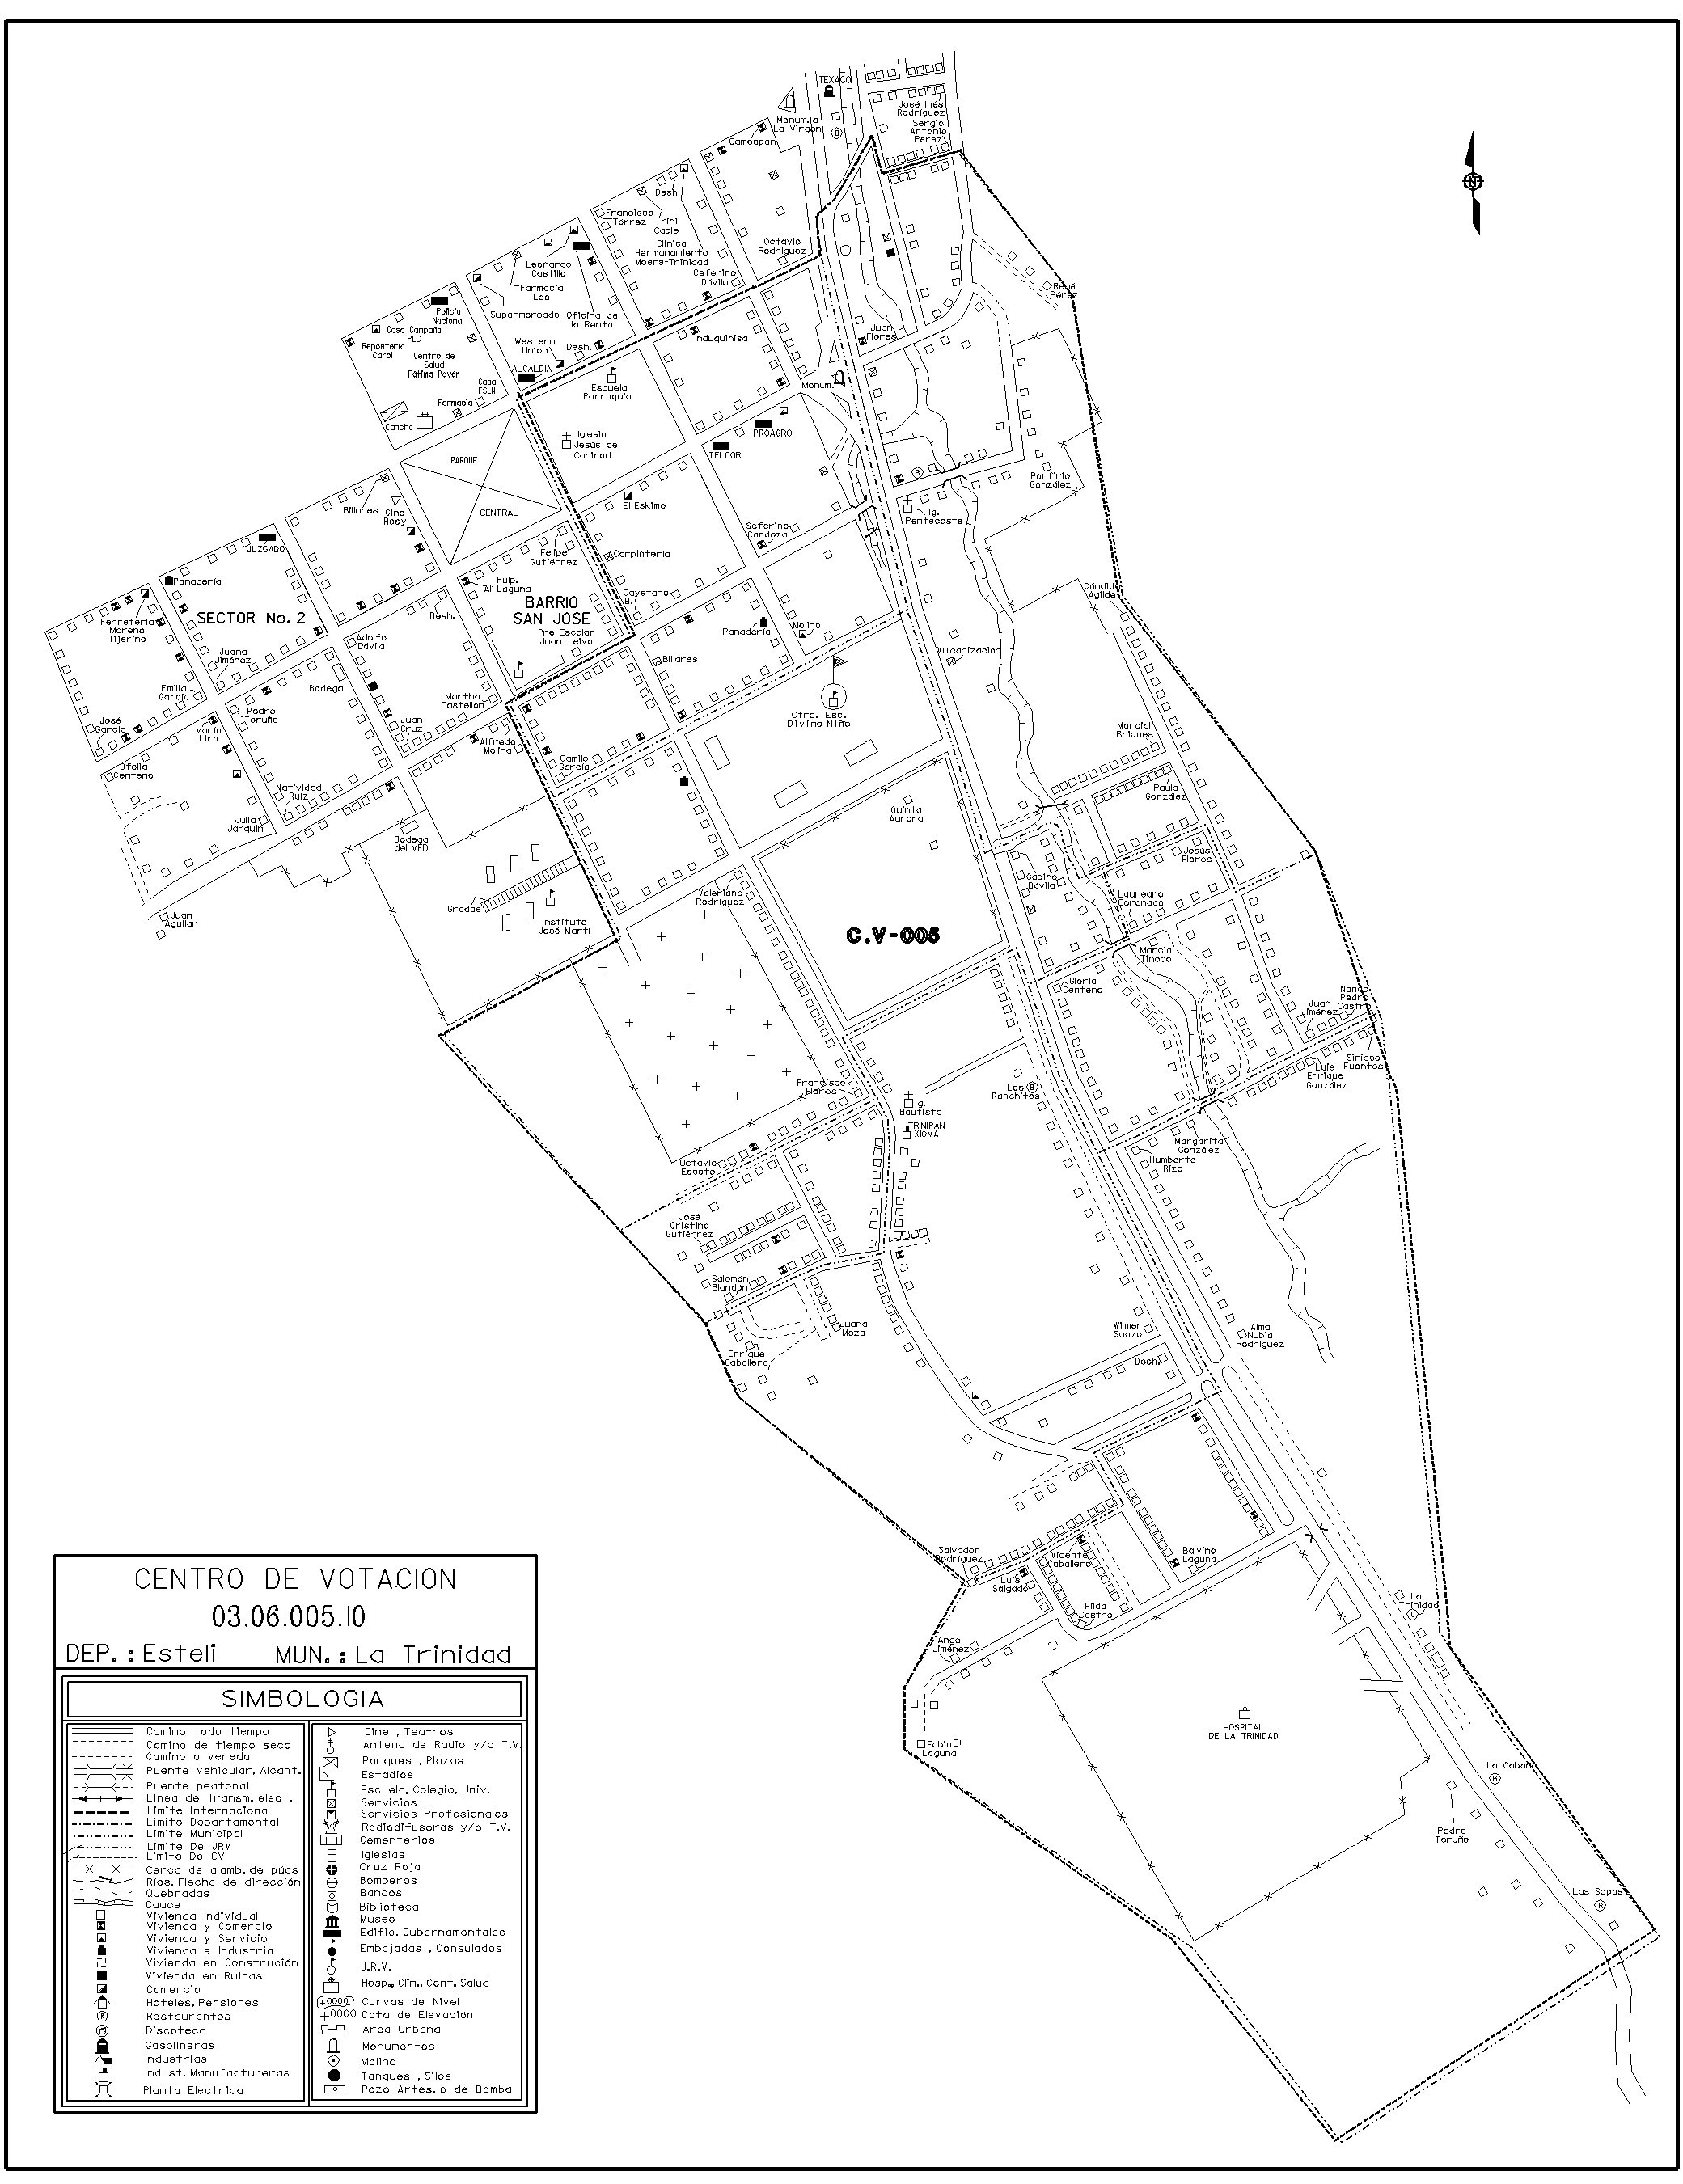 TEXACO
José Inés
Rodríguez
Sergio
Antonio
Pérez
Monum. a
La Virgen
Camoapan
B
N
Desh
Francisco
Torrez
Trini
Cable
Clínica
Hermanamiento
Moers-Trinidad
Octavio
Rodríguez
Ceferino
Dávila
Leonardo
Castillo
Farmacia
Lea
René
Pérez
Policía
Nacional
Supermercado
Oficina de
la Renta
Casa Campaña
PLC
Repostería
Carol
Western
Union
Desh.
Induquinisa
Juan
Flores
Centro de
Salud
Fátima Pavón
Casa
FSLN
ALCALDIA
Escuela
Parroquial
Monum.
Farmacia
Cancha
Iglesia
Jesús de
Caridad
PROAGRO
TELCOR
PARQUE
CENTRAL
B
Porfirio
González
Billares
Cine
Rosy
El Eskimo
Ig.
Pentecoste
Seferino
Cardoza
JUZGADO
Felipe
Gutiérrez
Carpintería
Panadería
Pulp.
Ali Laguna
Cándida
Aglide
Cayetano
B.
BARRIO
SAN JOSE
Desh.
SECTOR No. 2
Ferretería
Morena
Tijerino
Pre-Escolar
Juan Leiva
Panadería
Molino
Adolfo
Dávila
Juana
Jiménez
Vulcanización
Billares
Bodega
Emilia
García
Martha
Castellón
Pedro
Toruño
José
García
Juan
Cruz
María
Lira
Alfredo
Molina
Ctro. Esc.
Divino Niño
Marcial
Briones
Camilo
García
Ofelia
Centeno
Natividad
Ruiz
Paula
González
Quinta
Aurora
Julia
Jarquín
Bodega
del MED
Jesús
Flores
Gabino
Dávila
Valeriano
Rodríguez
Laureano
Coronado
Gradas
Juan
Aguilar
Instituto
José Martí
C.V-005
Marcia
Tinoco
Gloria
Centeno
Nando
Pedro
Castro
Juan
Jiménez
Siriaco
Fuentes
Luis
Enrique
González
Francisco
Flores
Los
Ranchitos
B
Ig.
Bautista
TRINIPAN
XIOMA
Margarita
González
Humberto
Rizo
Octavio
Escoto
José
Cristino
Gutiérrez
Salomón
Blandón
Juana
Meza
Wilmer
Suazo
Alma
Nubia
Rodríguez
Enrique
Caballero
Desh.
Salvador
Rodríguez
Vicente
Caballero
Balvino
Laguna
Luis
Salgado
Hilda
Castro
La
Trinidad
C
Angel
Jiménez
HOSPITAL
DE LA TRINIDAD
Fabio
Laguna
La Cabaña
B
Pedro
Toruño
Las Sopas
R
CENTRO DE VOTACION
03.06.005.10
DEP.: Esteli MUN.: La Trinidad
SIMBOLOGIA
Camino todo tiempo
Camino de tiempo seco
Camino o vereda
Puente vehicular, Alcant.
Puente peatonal
Linea de transm. elect.
Límite Internacional
Límite Departamental
Límite Municipal
Límite De JRV
Límite De CV
Cerca de alamb. de púas
Ríos, Flecha de dirección
Quebradas
Cauce
Vivienda Individual
Vivienda y Comercio
Vivienda y Servicio
Vivienda e Industria
Vivienda en Construción
Vivienda en Ruinas
Comercio
Hoteles, Pensiones
Restaurantes
Discoteca
Gasolineras
Industrias
Indust. Manufactureras
Planta Electrica
Cine , Teatros
Antena de Radio y/o T.V.
Parques , Plazas
Estadios
Escuela, Colegio, Univ.
Servicios
Servicios Profesionales
Radiodifusoras y/o T.V.
Cementerios
Iglesias
Cruz Roja
Bomberos
Bancos
Biblioteca
Museo
Edific. Gubernamentales
Embajadas , Consulados
J.R.V.
Hosp., Clin., Cent. Salud
Curvas de Nivel
Cota de Elevación
Area Urbana
Monumentos
Molino
Tanques , Silos
Pozo Artes. o de Bomba